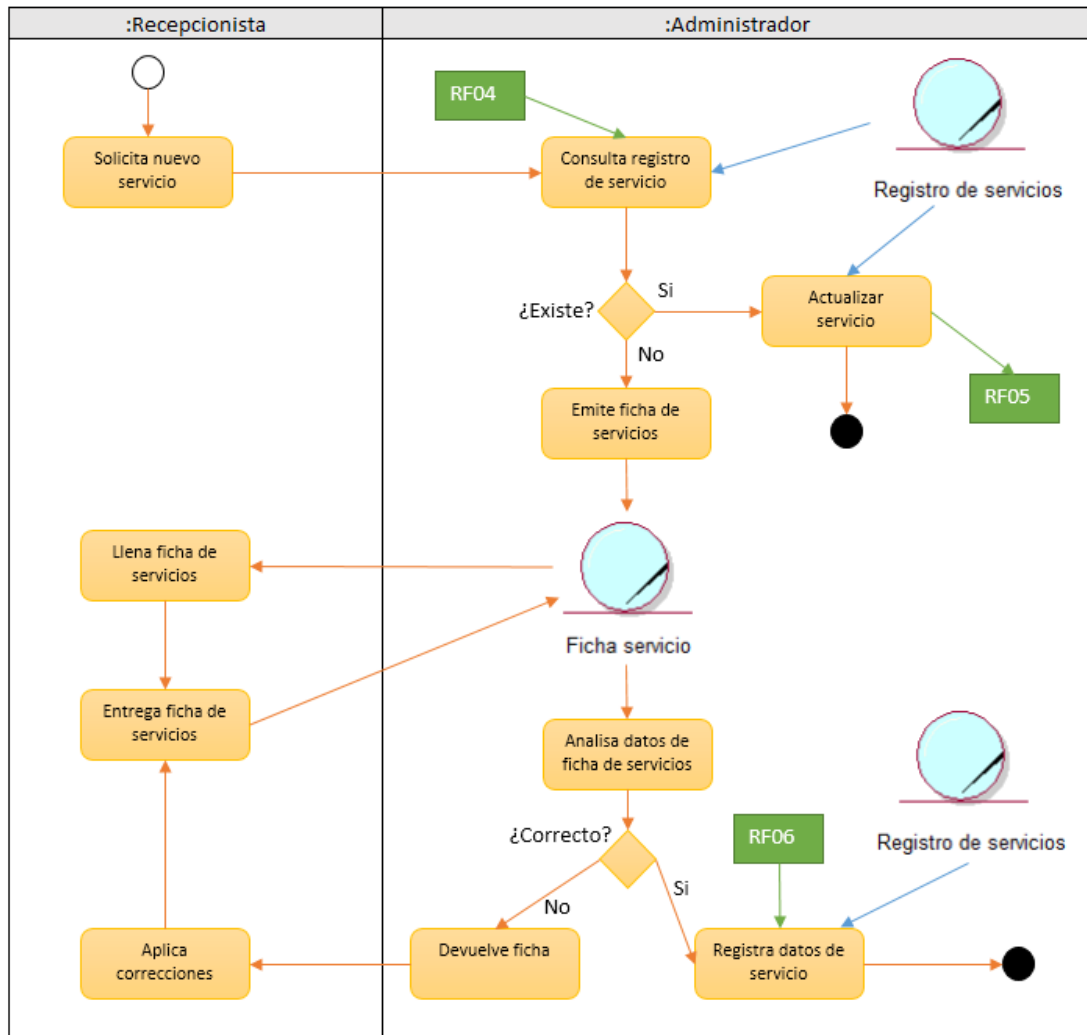 :Recepcionista
:Administrador
RF04
Solicita nuevo
servicio
Consulta registro
de servicio
Registro de servicios
¿Existe?
Si
Actualizar
servicio
No
RF05
Emite ficha de
servicios
Llena ficha de
servicios
Ficha servicio
Entrega ficha de
servicios
Analisa datos de
ficha de servicios
¿Correcto?
RF06
Registro de servicios
Si
No
Aplica
correcciones
Devuelve ficha
Registra datos de
servicio